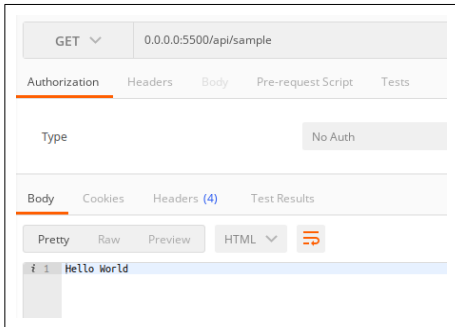 GET 0.0.0.0:5500/api/sample
Authorization Headers Body Pre-request Script Tests
Type No Auth
Body Cookies Headers (4) Test Results
Pretty Raw Preview HTML
i 1 Hello World